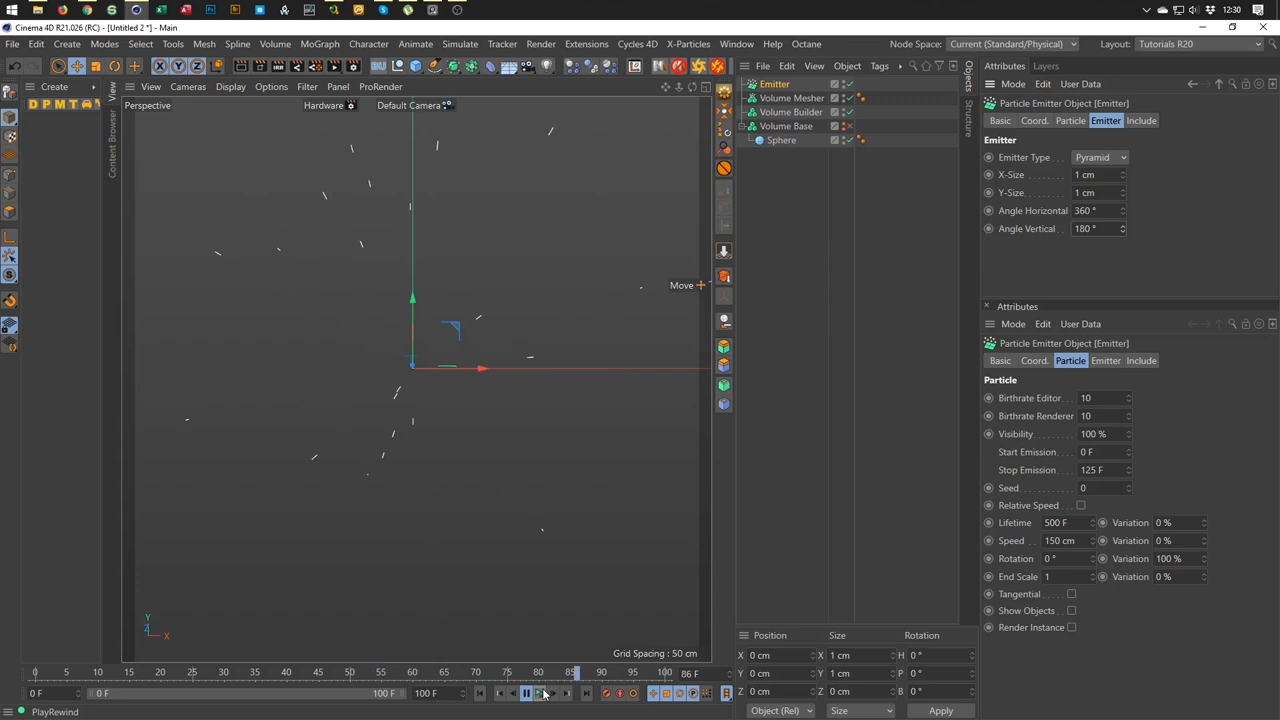 12:30
Cinema 4D R21.026 (RC) - [Untitled 2 *] - Main
File Edit Create Modes Select Tools Mesh Spline Volume MoGraph Character Animate Simulate Tracker Render Extensions Cycles 4D X-Particles Window Help Octane Node Space: Current (Standard/Physical) Layout: Tutorials R20
X Y Z
Create
View Cameras Display Options Filter Panel ProRender
File Edit View Object Tags
Attributes Layers
Mode Edit User Data
D P M T
Perspective Hardware Default Camera
View
Content Browser
Objects
Structure
Emitter
Volume Mesher
Volume Builder
Volume Base
Sphere
Particle Emitter Object [Emitter]
Basic Coord. Particle Emitter Include
Emitter
Emitter Type Pyramid
X-Size 1 cm
Y-Size 1 cm
Angle Horizontal 360 °
Angle Vertical 180 °
Move
Attributes
Mode Edit User Data
Particle Emitter Object [Emitter]
Basic Coord. Particle Emitter Include
Particle
Birthrate Editor 10
Birthrate Renderer 10
Visibility 100 %
Start Emission 0 F
Stop Emission 125 F
Seed 0
Relative Speed
Lifetime 500 F Variation 0 %
Speed 150 cm Variation 0 %
Rotation 0 ° Variation 100 %
End Scale 1 Variation 0 %
Tangential
Show Objects
Render Instance
Y
Z X
Grid Spacing : 50 cm
0 5 10 15 20 25 30 35 40 45 50 55 60 65 70 75 80 85 90 95 100 86 F
0 F 0 F 100 F 100 F
PlayRewind
Position Size Rotation
X 0 cm X 1 cm H 0 °
Y 0 cm Y 1 cm P 0 °
Z 0 cm Z 0 cm B 0 °
Object (Rel) Size Apply